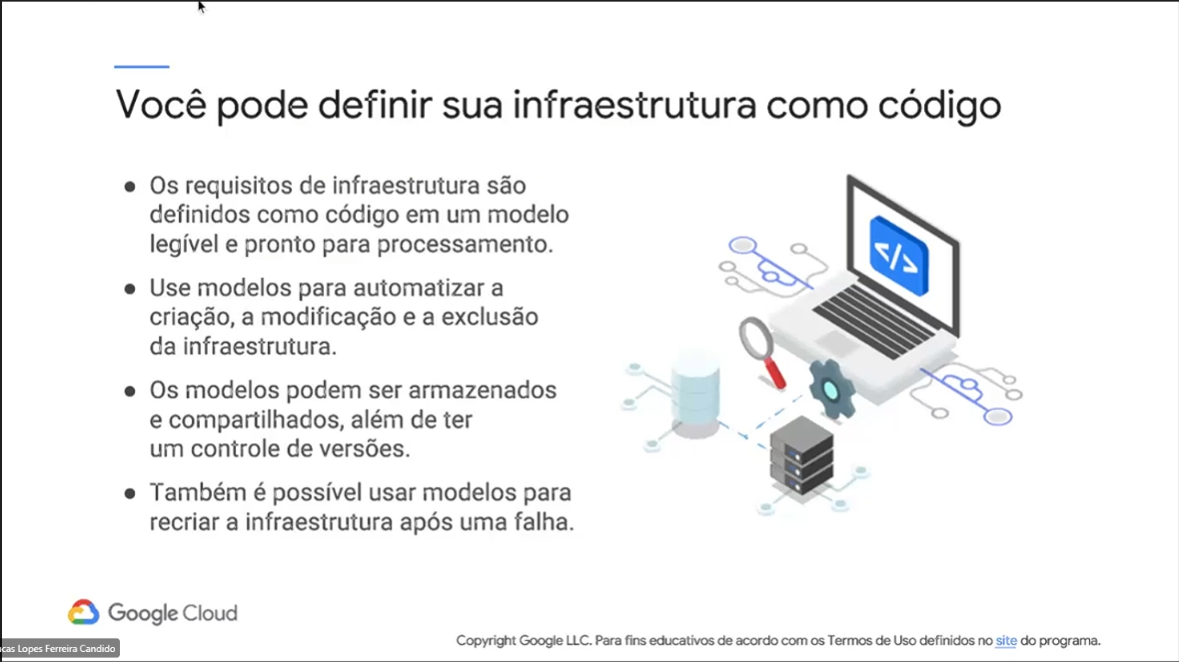 Você pode definir sua infraestrutura como código
● Os requisitos de infraestrutura são
definidos como código em um modelo
legível e pronto para processamento.
● Use modelos para automatizar a
criação, a modificação e a exclusão
da infraestrutura.
● Os modelos podem ser armazenados
e compartilhados, além de ter
um controle de versões.
● Também é possível usar modelos para
recriar a infraestrutura após uma falha.
</>
Google Cloud
Copyright Google LLC. Para fins educativos de acordo com os Termos de Uso definidos no site do programa.
Lopes Ferreira Candido